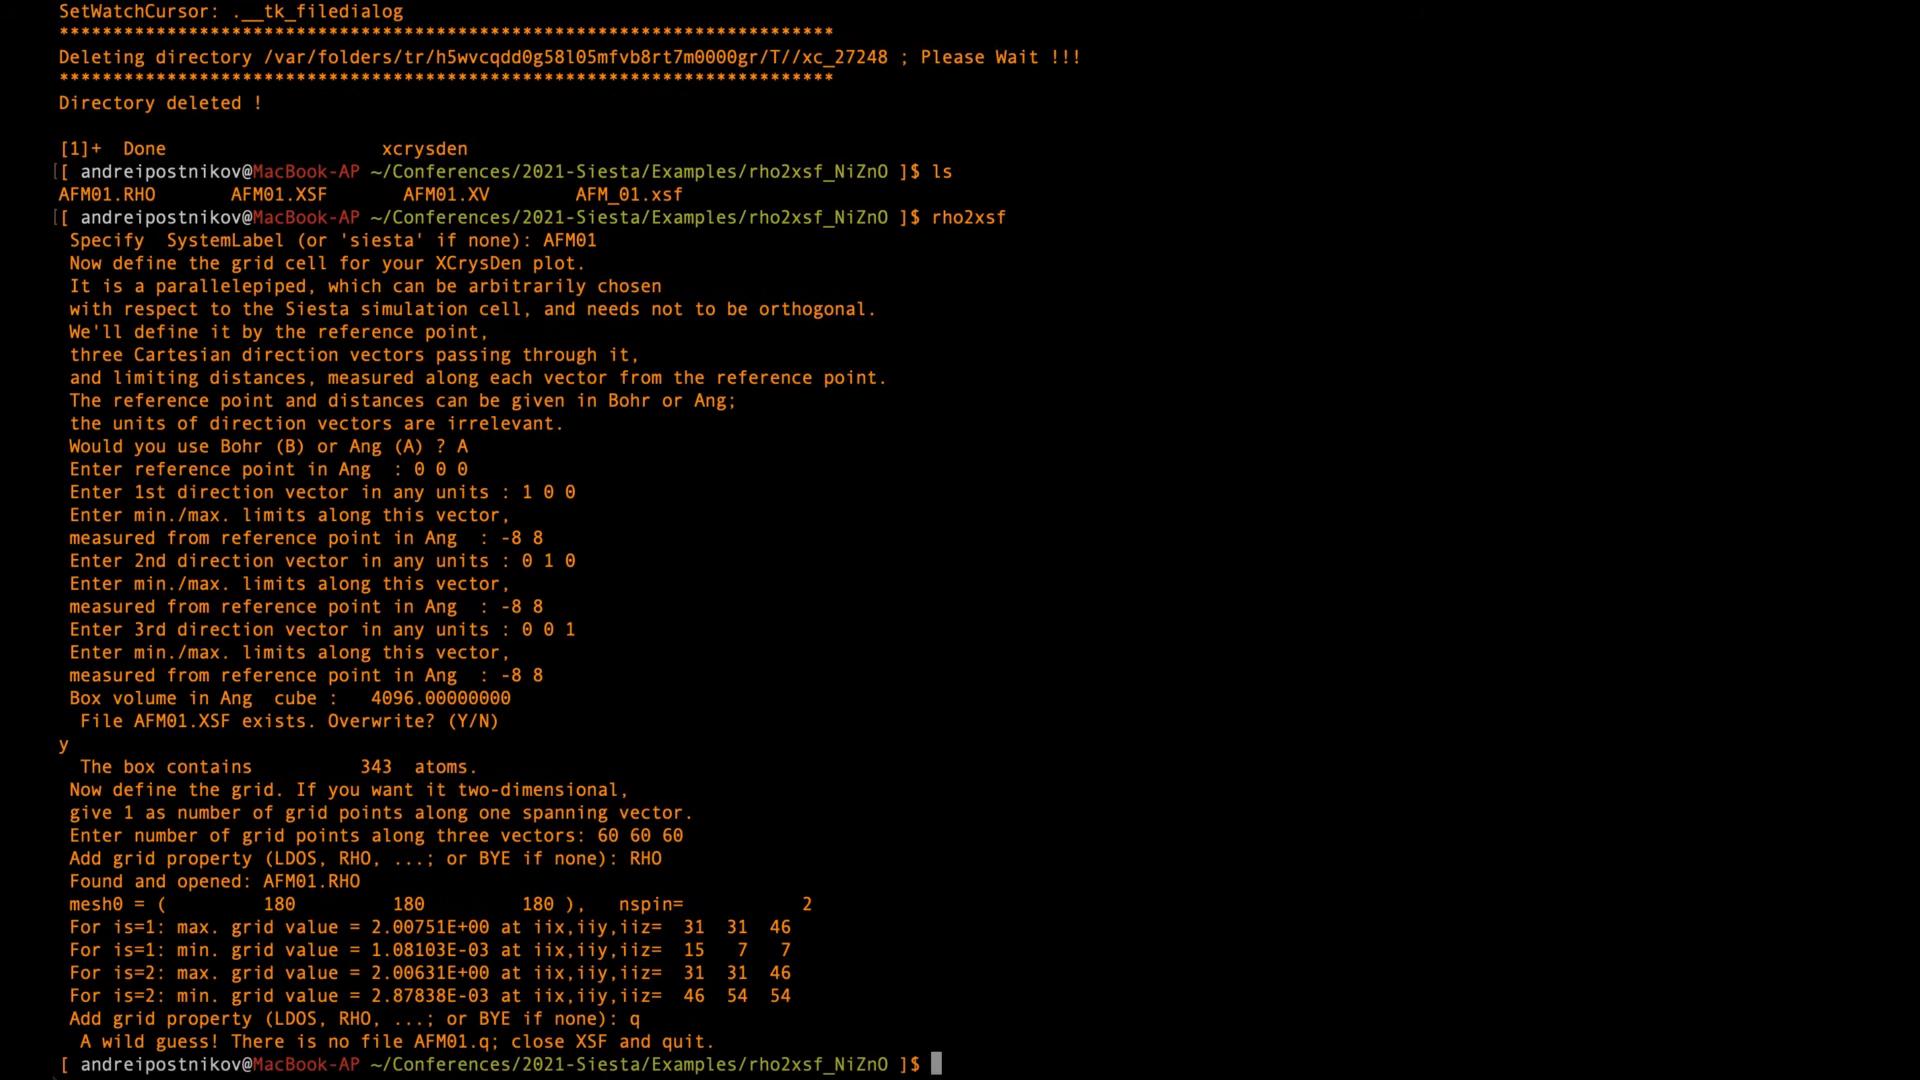 SetWatchCursor: .__tk_filedialog
************************************************************************
Deleting directory /var/folders/tr/h5wvcqdd0g58l05mfvb8rt7m0000gr/T//xc_27248 ; Please Wait !!!
************************************************************************
Directory deleted !
[1]+  Done                    xcrysden
[[ andreipostnikov@MacBook-AP ~/Conferences/2021-Siesta/Examples/rho2xsf_NiZnO ]$ ls
AFM01.RHO       AFM01.XSF       AFM01.XV        AFM_01.xsf
[[ andreipostnikov@MacBook-AP ~/Conferences/2021-Siesta/Examples/rho2xsf_NiZnO ]$ rho2xsf
Specify  SystemLabel (or 'siesta' if none): AFM01
Now define the grid cell for your XCrysDen plot.
It is a parallelepiped, which can be arbitrarily chosen
with respect to the Siesta simulation cell, and needs not to be orthogonal.
We'll define it by the reference point,
three Cartesian direction vectors passing through it,
and limiting distances, measured along each vector from the reference point.
The reference point and distances can be given in Bohr or Ang;
the units of direction vectors are irrelevant.
Would you use Bohr (B) or Ang (A) ? A
Enter reference point in Ang  : 0 0 0
Enter 1st direction vector in any units : 1 0 0
Enter min./max. limits along this vector,
measured from reference point in Ang  : -8 8
Enter 2nd direction vector in any units : 0 1 0
Enter min./max. limits along this vector,
measured from reference point in Ang  : -8 8
Enter 3rd direction vector in any units : 0 0 1
Enter min./max. limits along this vector,
measured from reference point in Ang  : -8 8
Box volume in Ang  cube :   4096.00000000
File AFM01.XSF exists. Overwrite? (Y/N)
y
The box contains          343  atoms.
Now define the grid. If you want it two-dimensional,
give 1 as number of grid points along one spanning vector.
Enter number of grid points along three vectors: 60 60 60
Add grid property (LDOS, RHO, ...; or BYE if none): RHO
Found and opened: AFM01.RHO
mesh0 = (         180         180         180 ),   nspin=           2
For is=1: max. grid value = 2.00751E+00 at iix,iiy,iiz=  31  31  46
For is=1: min. grid value = 1.08103E-03 at iix,iiy,iiz=  15   7   7
For is=2: max. grid value = 2.00631E+00 at iix,iiy,iiz=  31  31  46
For is=2: min. grid value = 2.87838E-03 at iix,iiy,iiz=  46  54  54
Add grid property (LDOS, RHO, ...; or BYE if none): q
A wild guess! There is no file AFM01.q; close XSF and quit.
[ andreipostnikov@MacBook-AP ~/Conferences/2021-Siesta/Examples/rho2xsf_NiZnO ]$